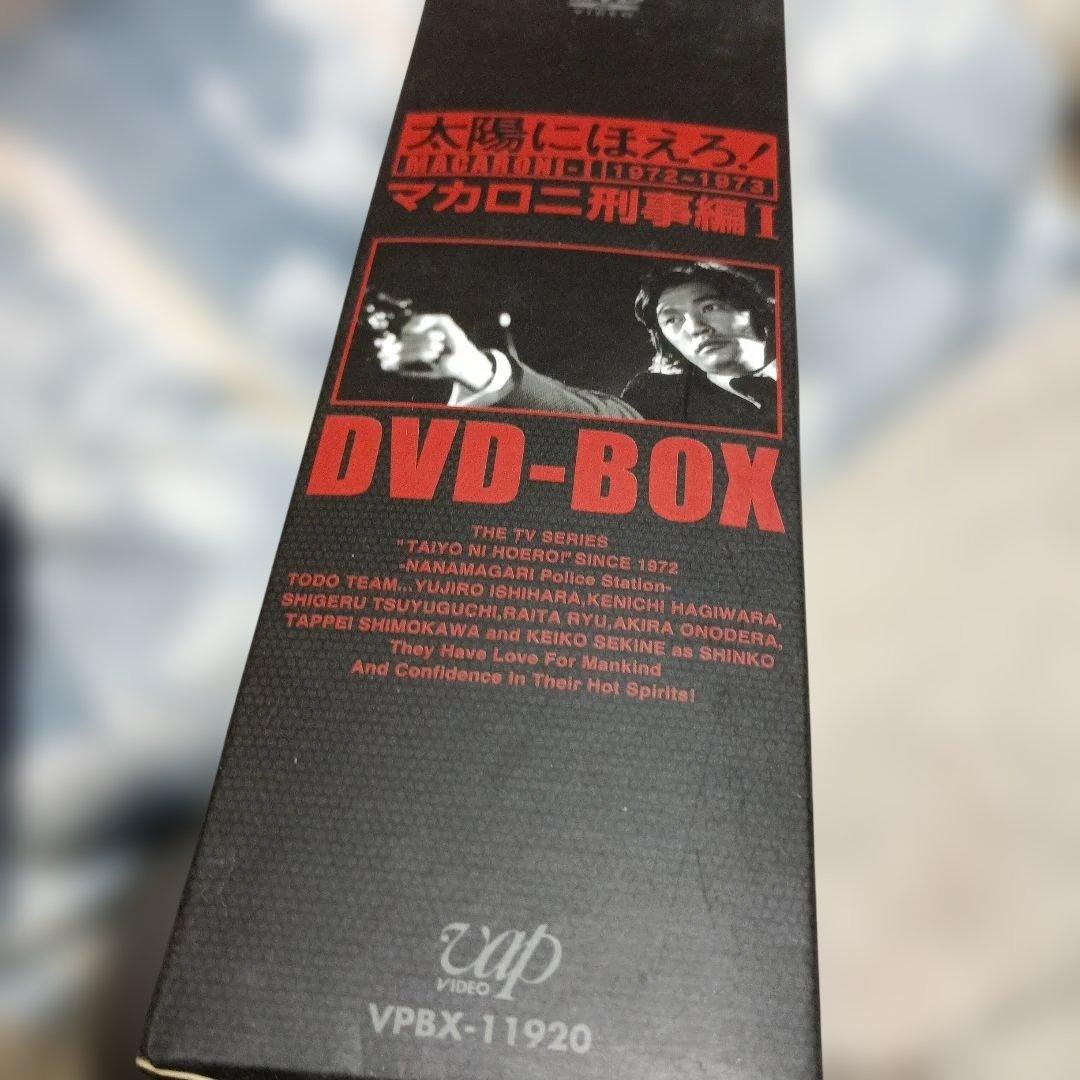 VIDEO
太陽にほえろ!
MACARONI-I 1972-1973
マカロニ刑事編I
DVD-BOX
THE TV SERIES
"TAIYO NI HOERO!" SINCE 1972
-NANAMAGARI Police Station-
TODO TEAM...YUJIRO ISHIHARA,KENICHI HAGIWARA,
SHIGERU TSUYUGUCHI,RAITA RYU,AKIRA ONODERA,
TAPPEI SHIMOKAWA and KEIKO SEKINE as SHINKO
They Have Love For Mankind
And Confidence In Their Hot Spirits!
vap
VIDEO
VPBX-11920